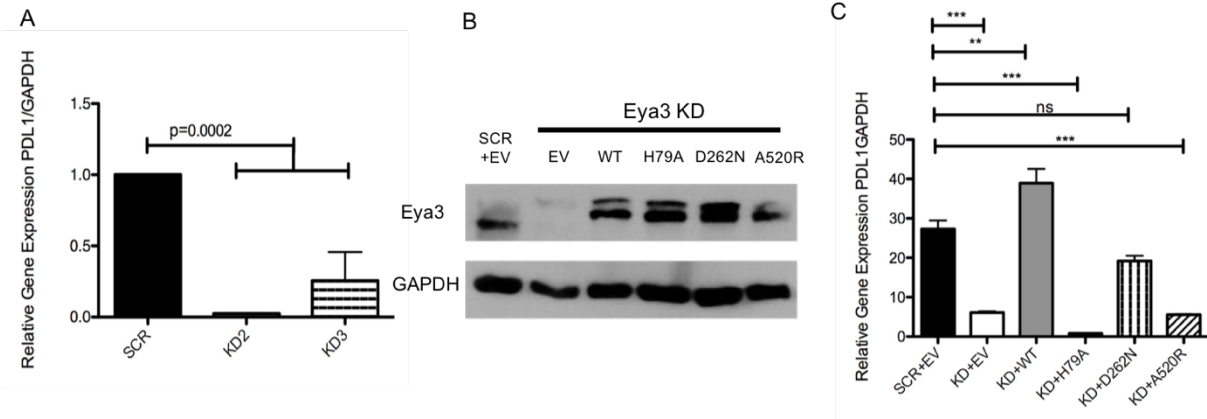 A
Relative Gene Expression PDL1/GAPDH
1.5
1.0
0.5
0.0
p=0.0002
SCR
KD2
KD3
B
Eya3 KD
SCR
+EV
EV WT H79A D262N A520R
Eya3
GAPDH
C
***
**
***
ns
***
Relative Gene Expression PDL1GAPDH
50
40
30
20
10
0
SCR+EV
KD+EV
KD+WT
KD+H79A
KD+D262N
KD+A520R